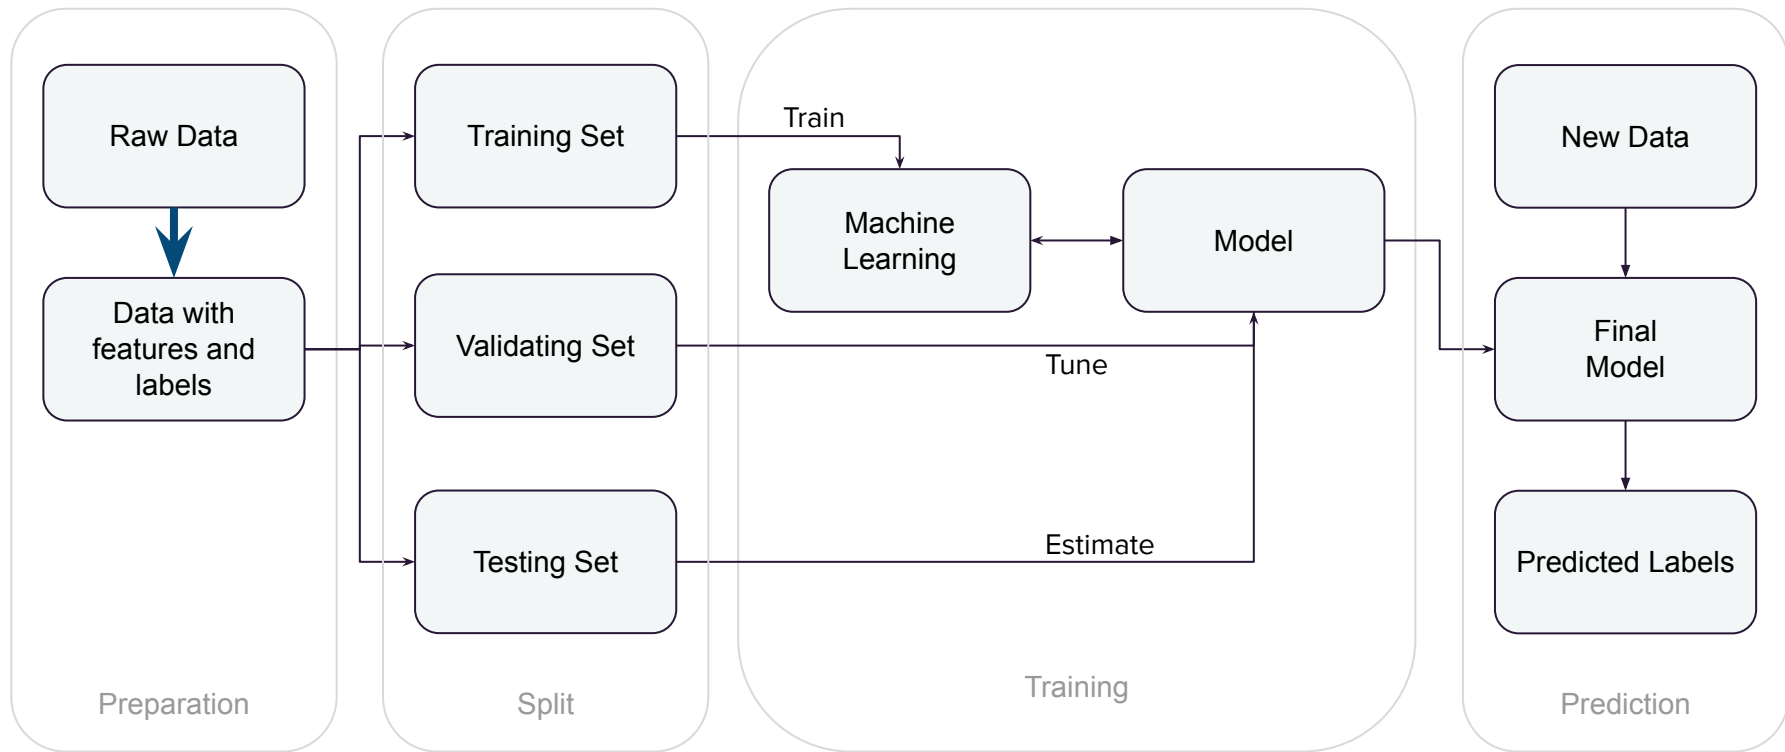 Raw Data
Data with
features and
labels
Preparation
Training Set
Validating Set
Testing Set
Split
Train
Machine
Learning
Model
Tune
Estimate
Training
New Data
Final
Model
Predicted Labels
Prediction